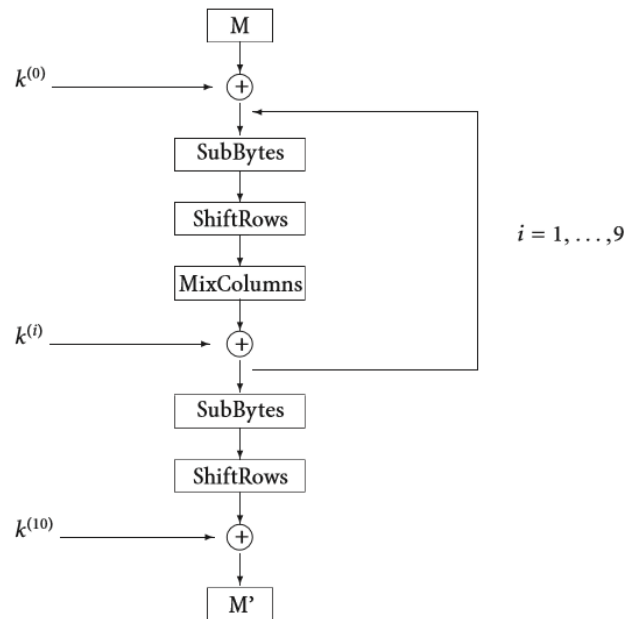 M
k^(0)
+
SubBytes
ShiftRows
i = 1, . . . ,9
MixColumns
k^(i)
+
SubBytes
ShiftRows
k^(10)
+
M'